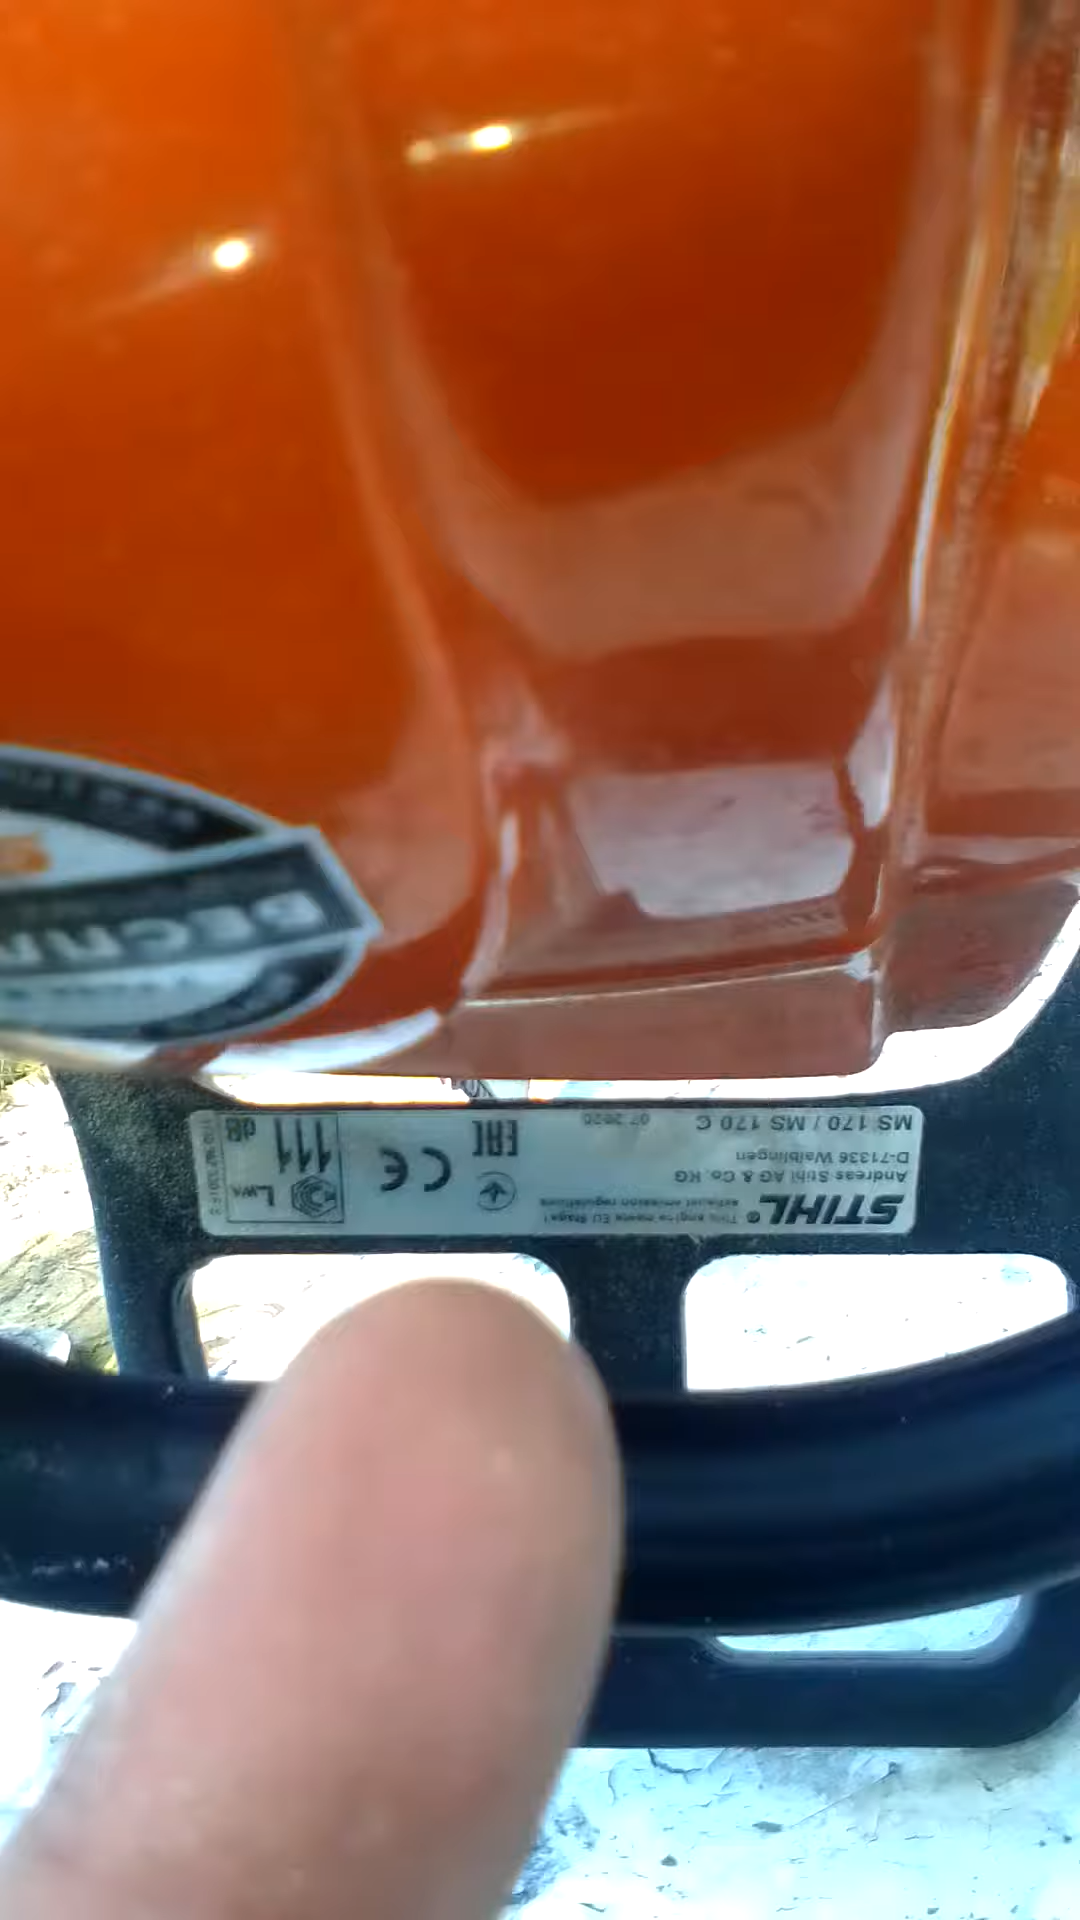 STIHL ® This engine meets EU Stage I
exhaust emission regulations
Andreas Stihl AG & Co. KG
D-71336 Waiblingen
MS 170 / MS 170 C 07.2020
CE
EAC
LWA
111 dB
БЕСПЛ